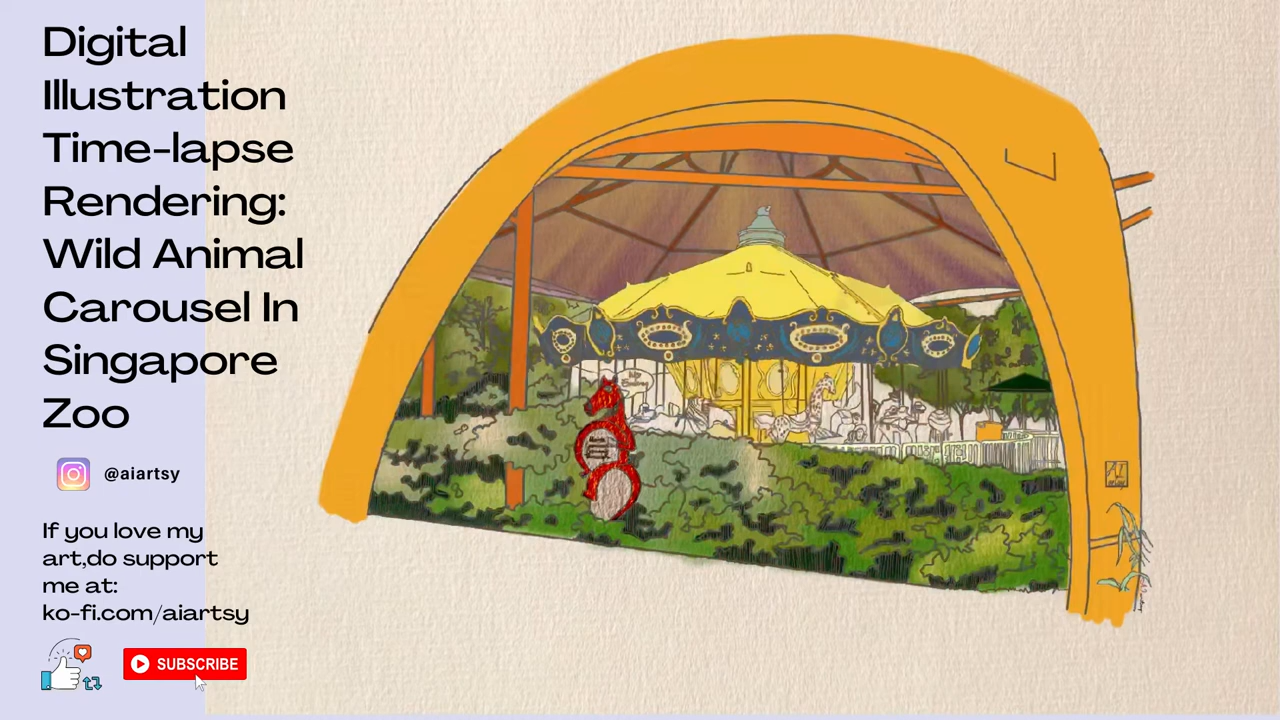 Digital
Illustration
Time-lapse
Rendering:
Wild Animal
Carousel In
Singapore
Zoo
@aiartsy
If you love my
art,do support
me at:
ko-fi.com/aiartsy
SUBSCRIBE